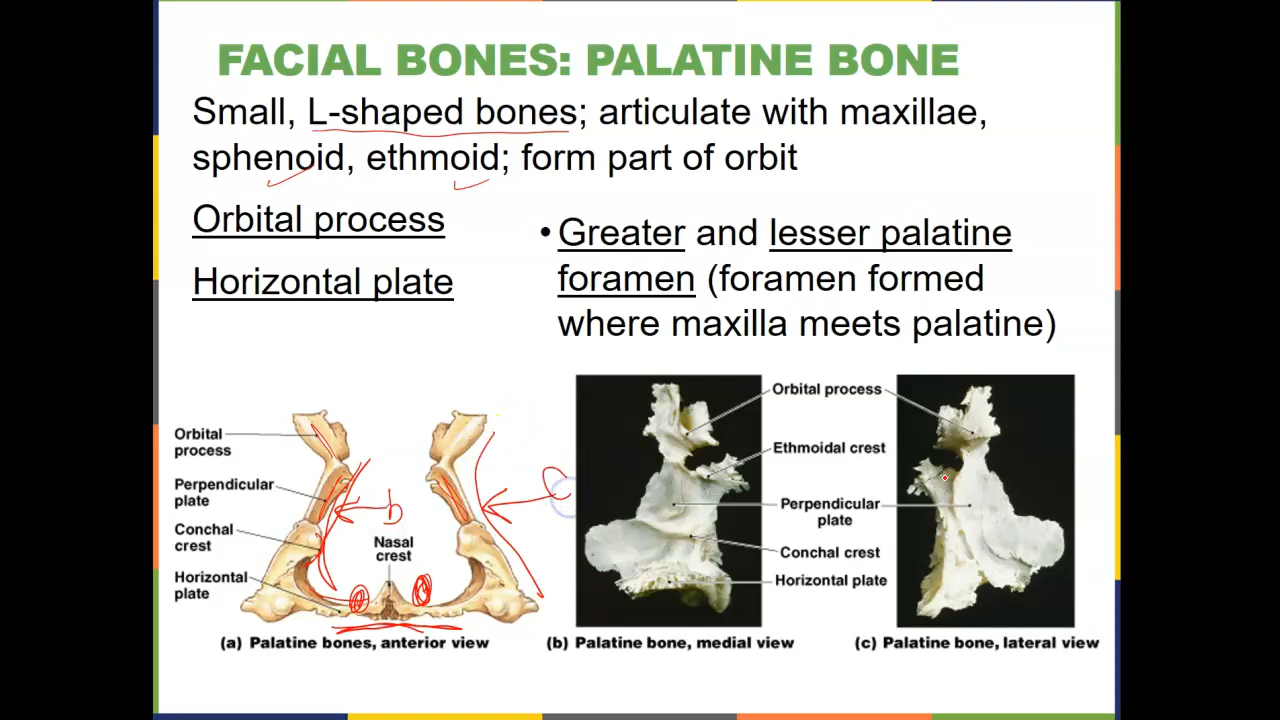 FACIAL BONES: PALATINE BONE
Small, L-shaped bones; articulate with maxillae,
sphenoid, ethmoid; form part of orbit
Orbital process
Horizontal plate
• Greater and lesser palatine
foramen (foramen formed
where maxilla meets palatine)
Orbital
process
Perpendicular
plate
Conchal
crest
Horizontal
plate
Nasal
crest
b
(a) Palatine bones, anterior view
Orbital process
Ethmoidal crest
Perpendicular
plate
Conchal crest
Horizontal plate
(b) Palatine bone, medial view
(c) Palatine bone, lateral view